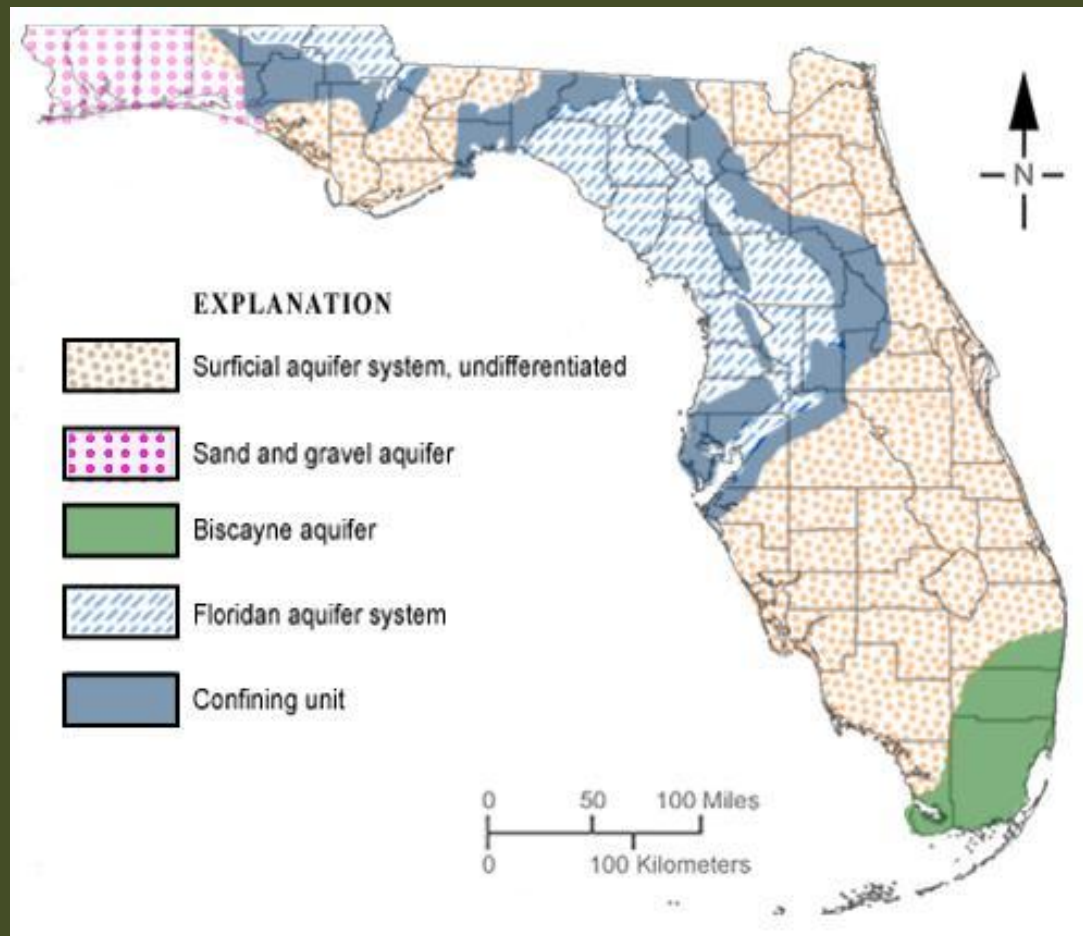 N
EXPLANATION
Surficial aquifer system, undifferentiated
Sand and gravel aquifer
Biscayne aquifer
Floridan aquifer system
Confining unit
0 50 100 Miles
0 100 Kilometers